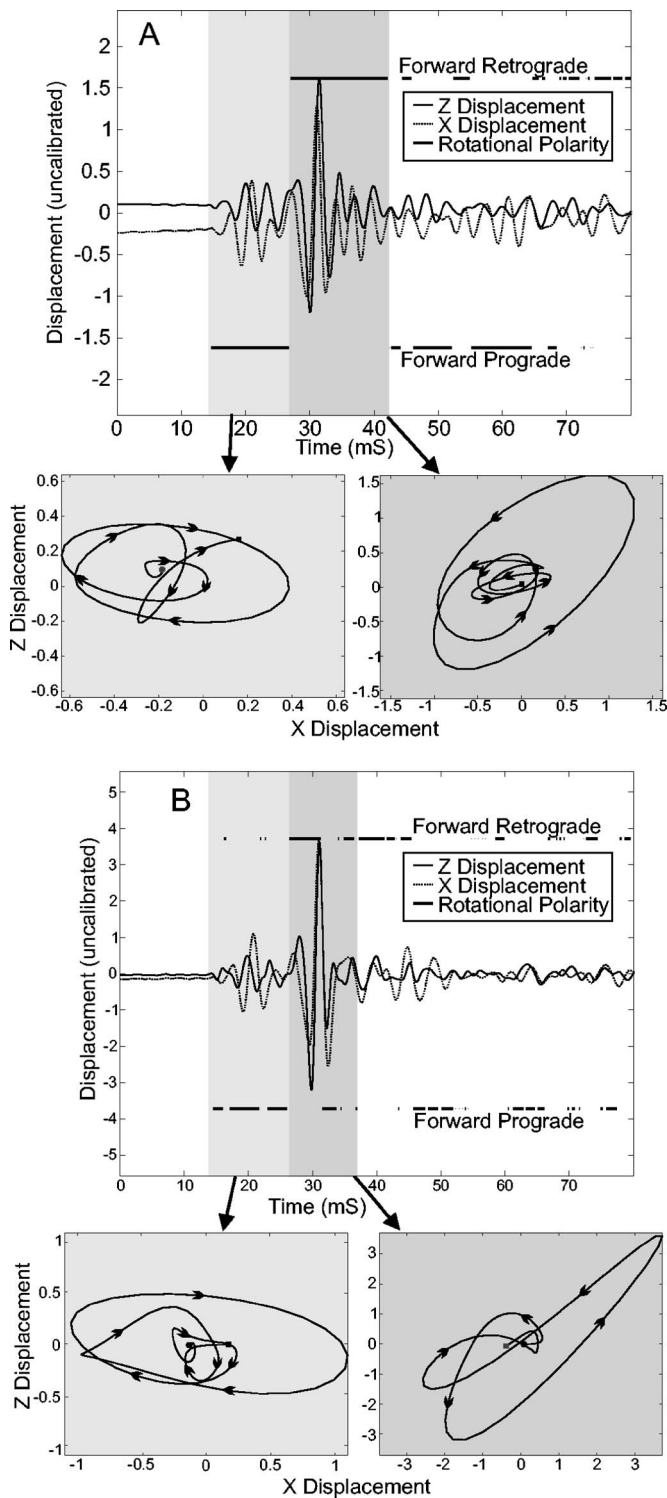 A
Displacement (uncalibrated)
2
1.5
1
0.5
0
-0.5
-1
-1.5
-2
Forward Retrograde
Z Displacement
X Displacement
Rotational Polarity
Forward Prograde
0 10 20 30 40 50 60 70
Time (mS)
Z Displacement
0.6
0.4
0.2
0
-0.2
-0.4
-0.6
-0.6 -0.4 -0.2 0 0.2 0.4 0.6
1.5
1
0.5
0
-0.5
-1
-1.5
-1.5 -1 -0.5 0 0.5 1 1.5
X Displacement
B
Displacement (uncalibrated)
5
4
3
2
1
0
-1
-2
-3
-4
-5
Forward Retrograde
Z Displacement
X Displacement
Rotational Polarity
Forward Prograde
0 10 20 30 40 50 60 70
Time (mS)
Z Displacement
1
0.5
0
-0.5
-1
-1 -0.5 0 0.5 1
3
2
1
0
-1
-2
-3
-3 -2 -1 0 1 2 3
X Displacement